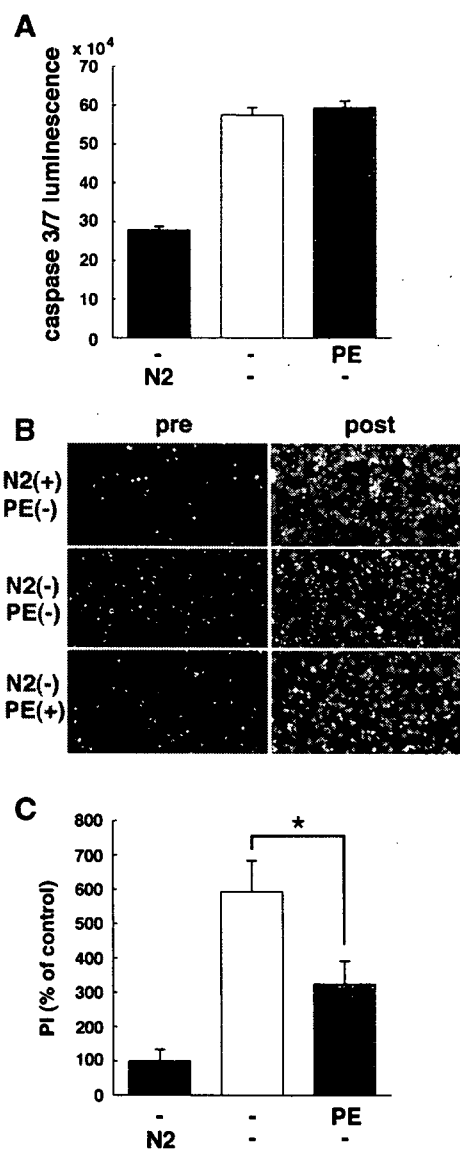 A
x 10⁴
caspase 3/7 luminescence
70
60
50
40
30
20
10
0
- - PE
N2 - -
B
pre post
N2(+)
PE(-)
N2(-)
PE(-)
N2(-)
PE(+)
C
PI (% of control)
800
700
600
500
400
300
200
100
0
*
- - PE
N2 - -